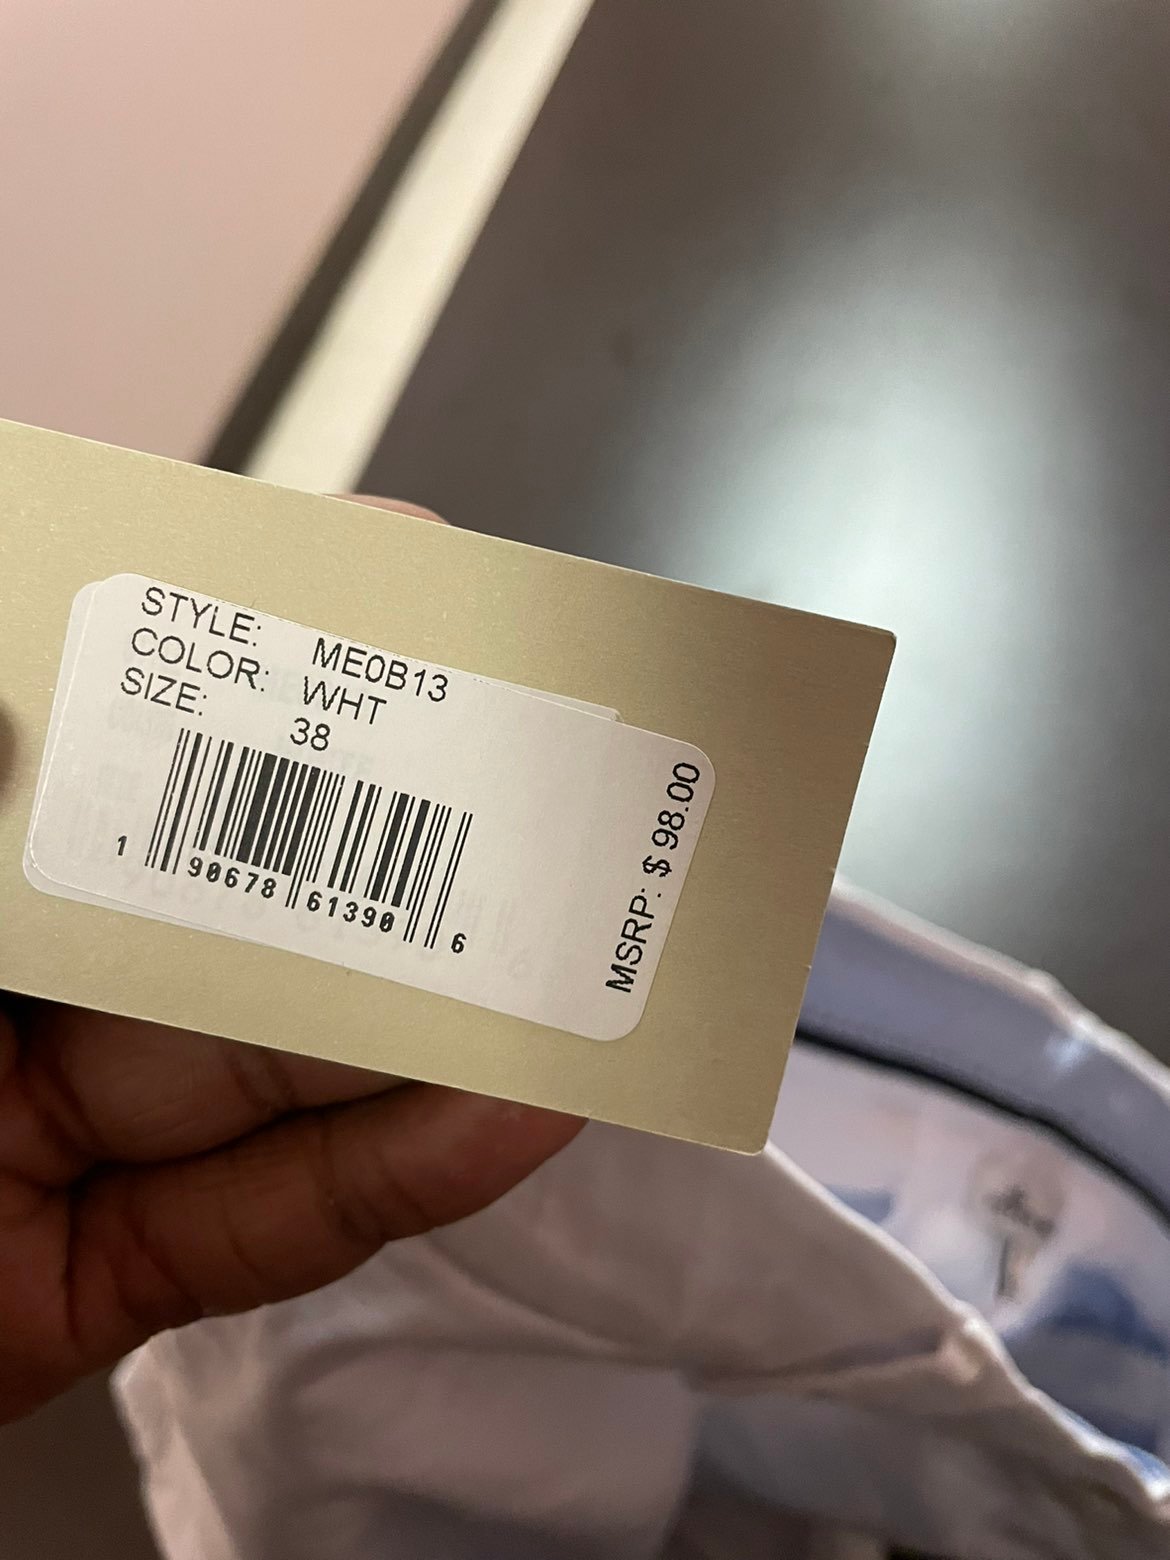 STYLE: ME0B13
COLOR: WHT
SIZE: 38
1 90678 61390 6
MSRP: $ 98.00